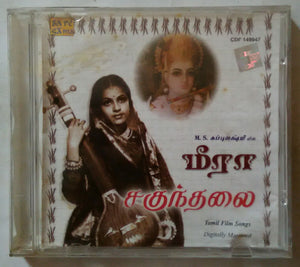 CDF 148947
M. S. சுப்புலக்ஷ்மி யின்
மீரா
சகுந்தலை
Tamil Film Songs
Digitally Mastered